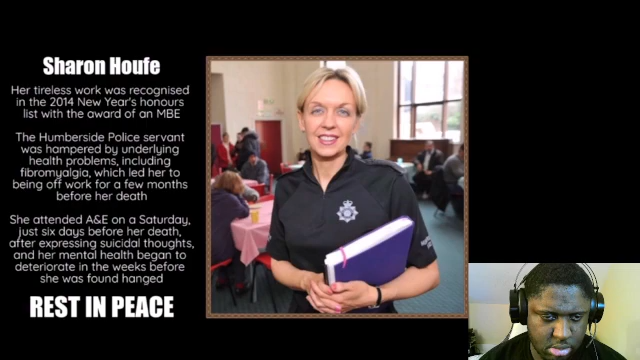 Sharon Houfe
Her tireless work was recognised
in the 2014 New Year's honours
list with the award of an MBE
The Humberside Police servant
was hampered by underlying
health problems, including
fibromyalgia, which led her to
being off work for a few months
before her death
She attended A&E on a Saturday,
just six days before her death,
after expressing suicidal thoughts,
and her mental health began to
deteriorate in the weeks before
she was found hanged
REST IN PEACE